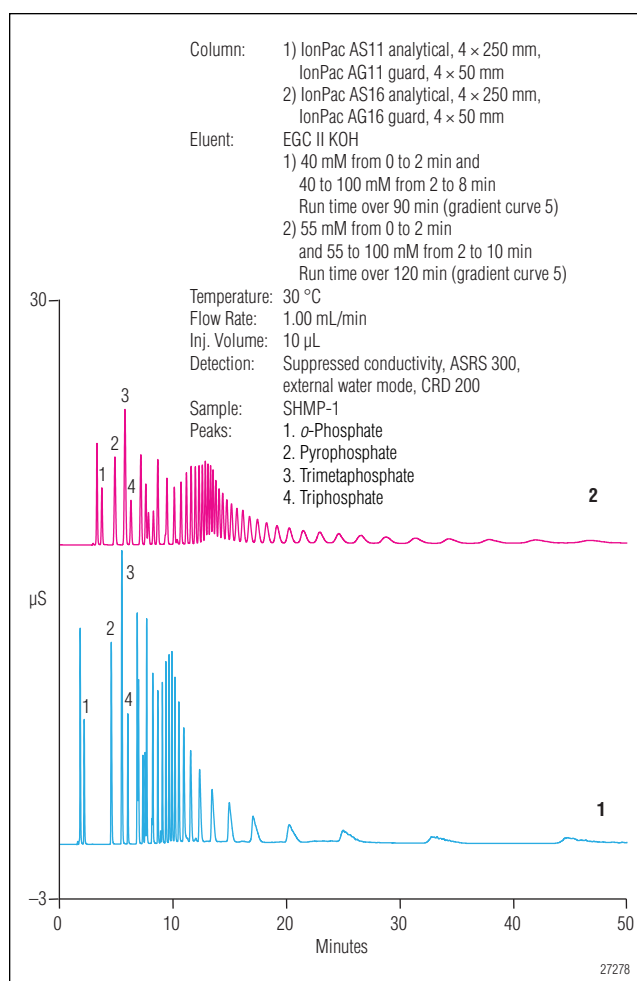 Column: 1) IonPac AS11 analytical, 4 × 250 mm,
IonPac AG11 guard, 4 × 50 mm
2) IonPac AS16 analytical, 4 × 250 mm,
IonPac AG16 guard, 4 × 50 mm
Eluent: EGC II KOH
1) 40 mM from 0 to 2 min and
40 to 100 mM from 2 to 8 min
Run time over 90 min (gradient curve 5)
2) 55 mM from 0 to 2 min
and 55 to 100 mM from 2 to 10 min
Run time over 120 min (gradient curve 5)
Temperature: 30 °C
Flow Rate: 1.00 mL/min
Inj. Volume: 10 µL
Detection: Suppressed conductivity, ASRS 300,
external water mode, CRD 200
Sample: SHMP-1
Peaks: 1. o-Phosphate
2. Pyrophosphate
3. Trimetaphosphate
4. Triphosphate
30
3
2
1
4
2
µS
3
2
4
1
1
–3
0 10 20 30 40 50
Minutes
27278